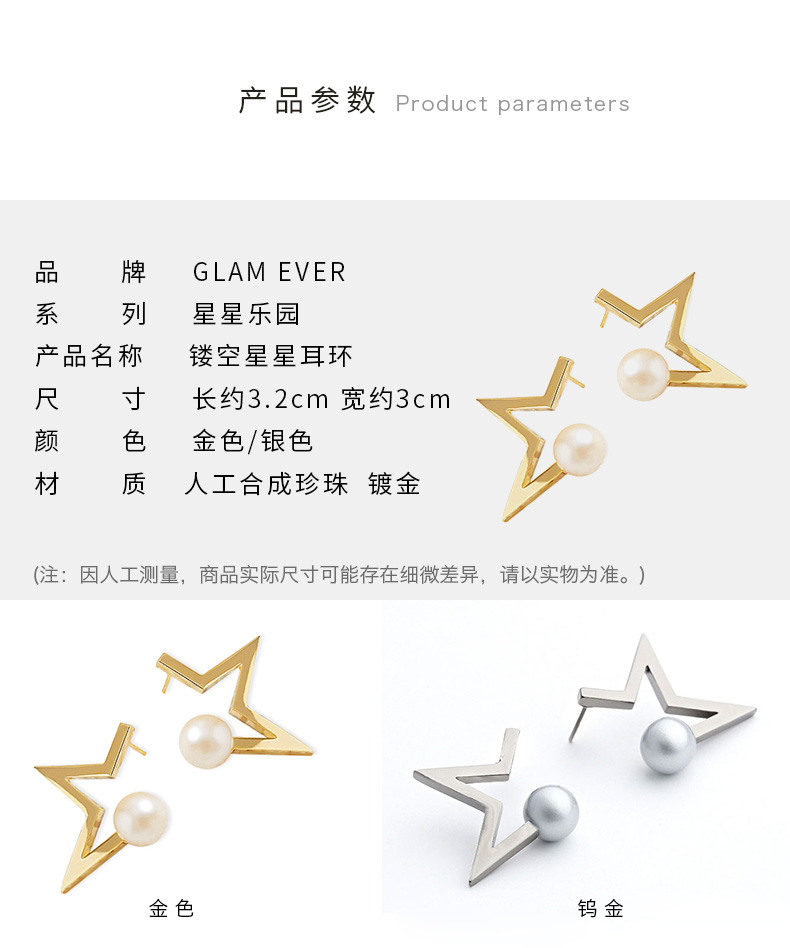 产品参数 Product parameters
品 牌 GLAM EVER
系 列 星星乐园
产品名称 镂空星星耳环
尺 寸 长约3.2cm 宽约3cm
颜 色 金色/银色
材 质 人工合成珍珠 镀金
(注：因人工测量，商品实际尺寸可能存在细微差异，请以实物为准。)
金色
钨金